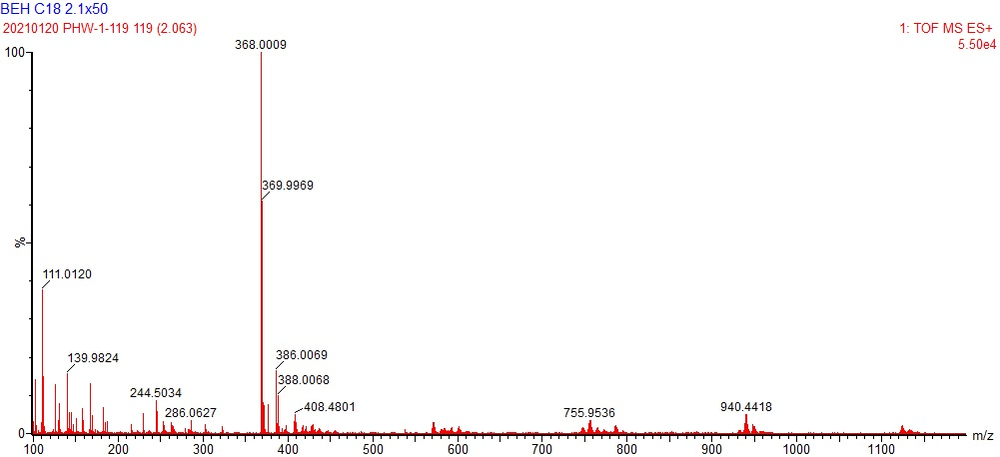 BEH C18 2.1x50
20210120 PHW-1-119 119 (2.063)
1: TOF MS ES+
5.50e4
100
368.0009
369.9969
%
111.0120
139.9824
386.0069
388.0068
244.5034
286.0627
408.4801
755.9536
940.4418
0
100 200 300 400 500 600 700 800 900 1000 1100
m/z